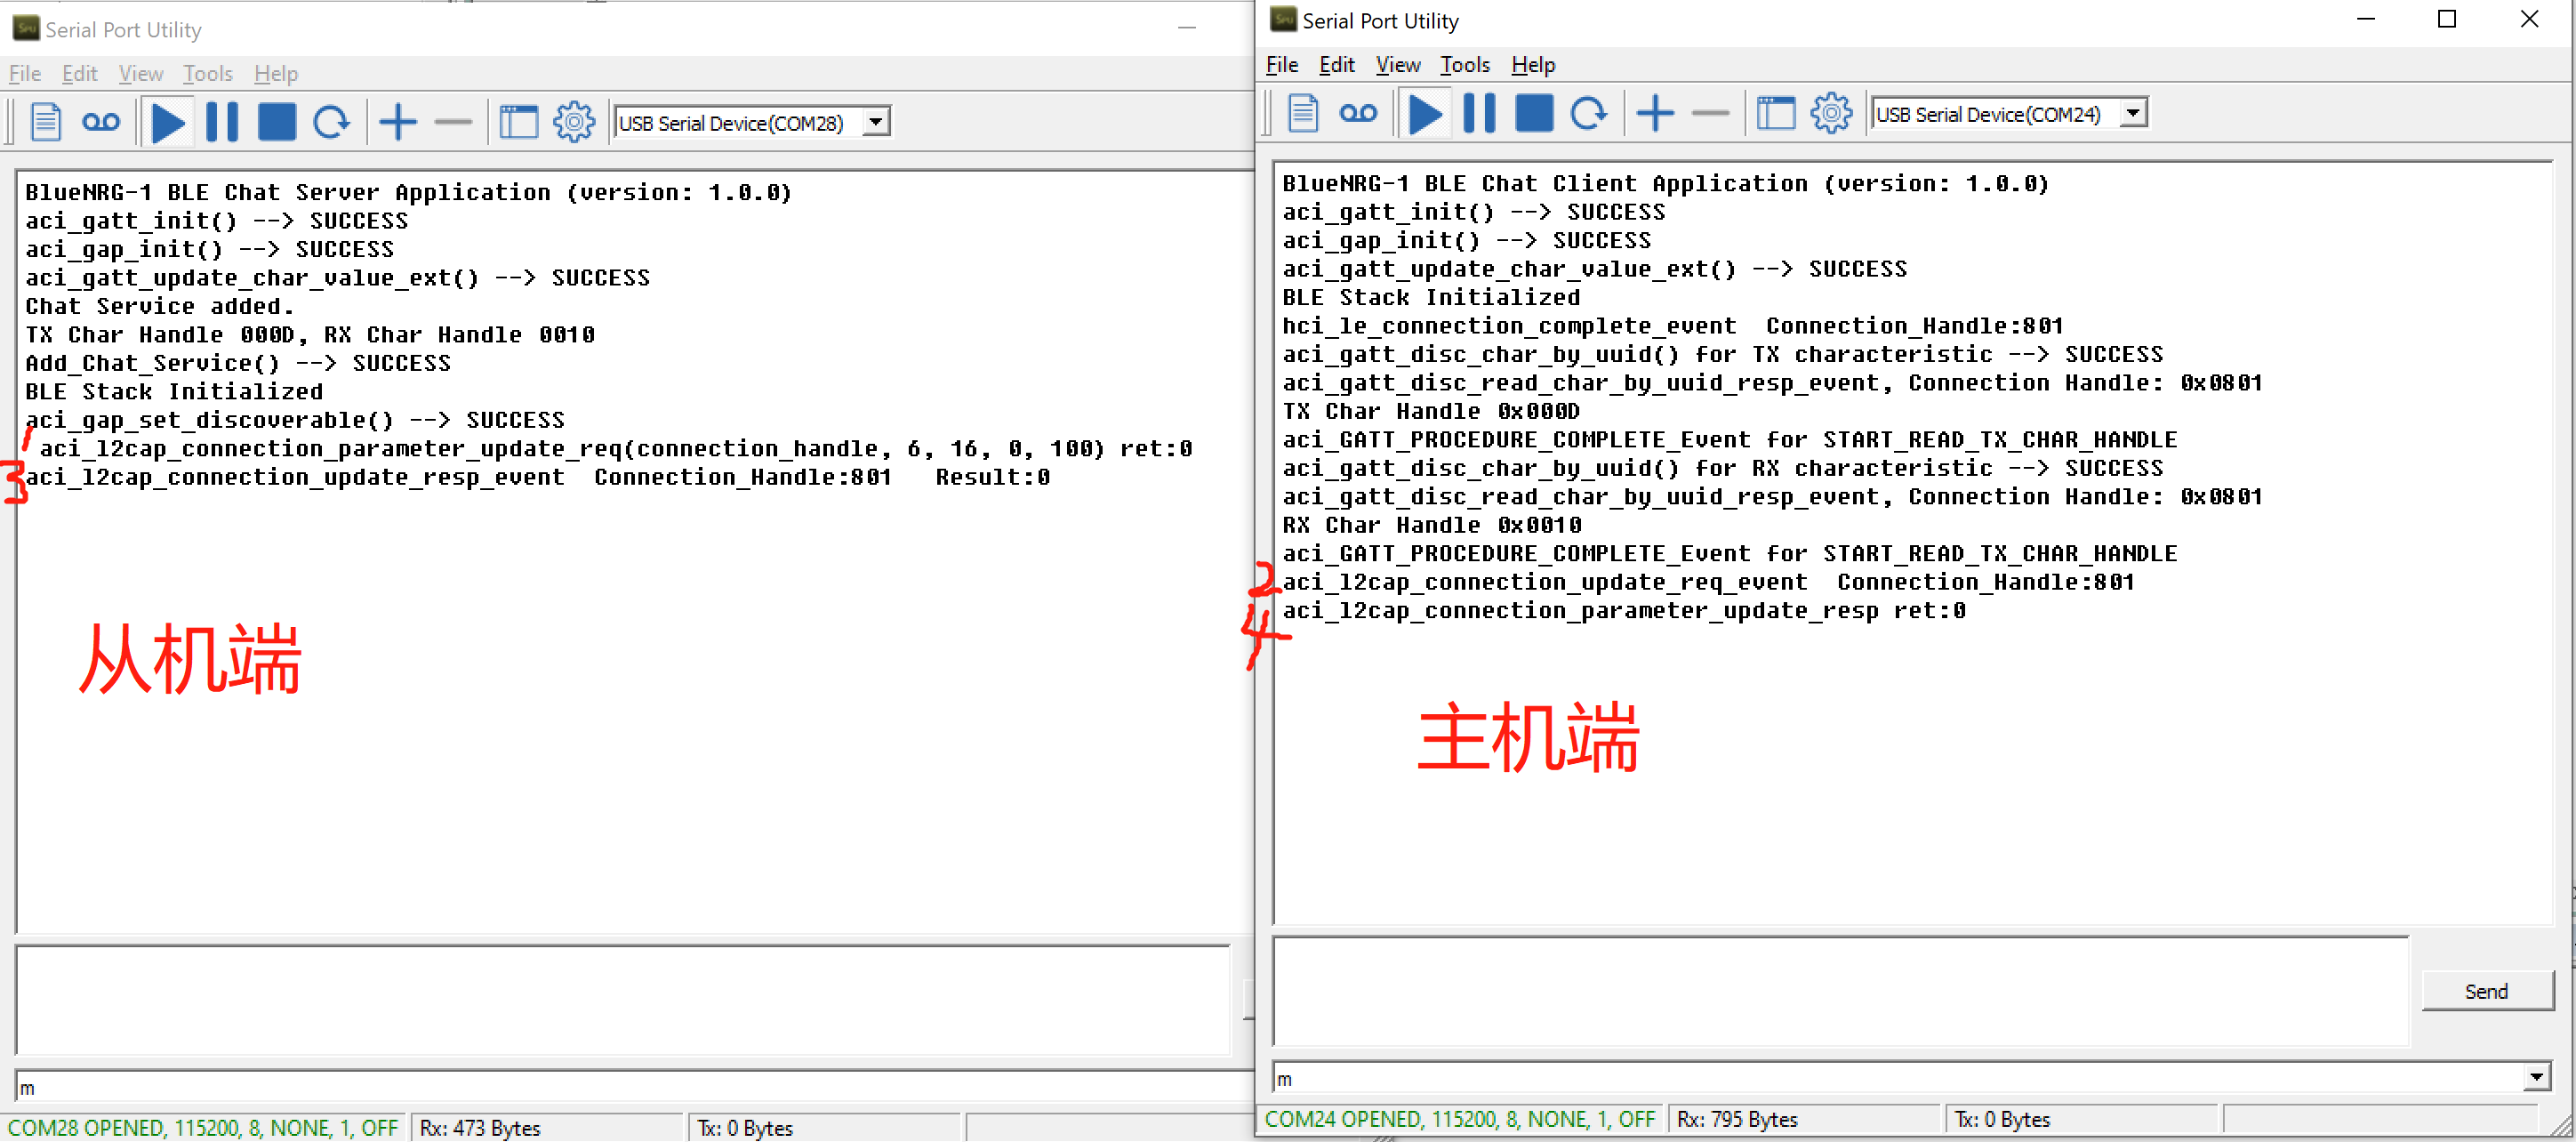 Serial Port Utility
File Edit View Tools Help
USB Serial Device(COM28)
BlueNRG-1 BLE Chat Server Application (version: 1.0.0)
aci_gatt_init() --> SUCCESS
aci_gap_init() --> SUCCESS
aci_gatt_update_char_value_ext() --> SUCCESS
Chat Service added.
TX Char Handle 000D, RX Char Handle 0010
Add_Chat_Service() --> SUCCESS
BLE Stack Initialized
aci_gap_set_discoverable() --> SUCCESS
1 aci_l2cap_connection_parameter_update_req(connection_handle, 6, 16, 0, 100) ret:0
3 aci_l2cap_connection_update_resp_event Connection_Handle:801 Result:0
从机端
m
COM28 OPENED, 115200, 8, NONE, 1, OFF Rx: 473 Bytes Tx: 0 Bytes
Serial Port Utility
File Edit View Tools Help
USB Serial Device(COM24)
BlueNRG-1 BLE Chat Client Application (version: 1.0.0)
aci_gatt_init() --> SUCCESS
aci_gap_init() --> SUCCESS
aci_gatt_update_char_value_ext() --> SUCCESS
BLE Stack Initialized
hci_le_connection_complete_event Connection_Handle:801
aci_gatt_disc_char_by_uuid() for TX characteristic --> SUCCESS
aci_gatt_disc_read_char_by_uuid_resp_event, Connection Handle: 0x0801
TX Char Handle 0x000D
aci_GATT_PROCEDURE_COMPLETE_Event for START_READ_TX_CHAR_HANDLE
aci_gatt_disc_char_by_uuid() for RX characteristic --> SUCCESS
aci_gatt_disc_read_char_by_uuid_resp_event, Connection Handle: 0x0801
RX Char Handle 0x0010
aci_GATT_PROCEDURE_COMPLETE_Event for START_READ_TX_CHAR_HANDLE
2 aci_l2cap_connection_update_req_event Connection_Handle:801
4 aci_l2cap_connection_parameter_update_resp ret:0
主机端
Send
m
COM24 OPENED, 115200, 8, NONE, 1, OFF Rx: 795 Bytes Tx: 0 Bytes